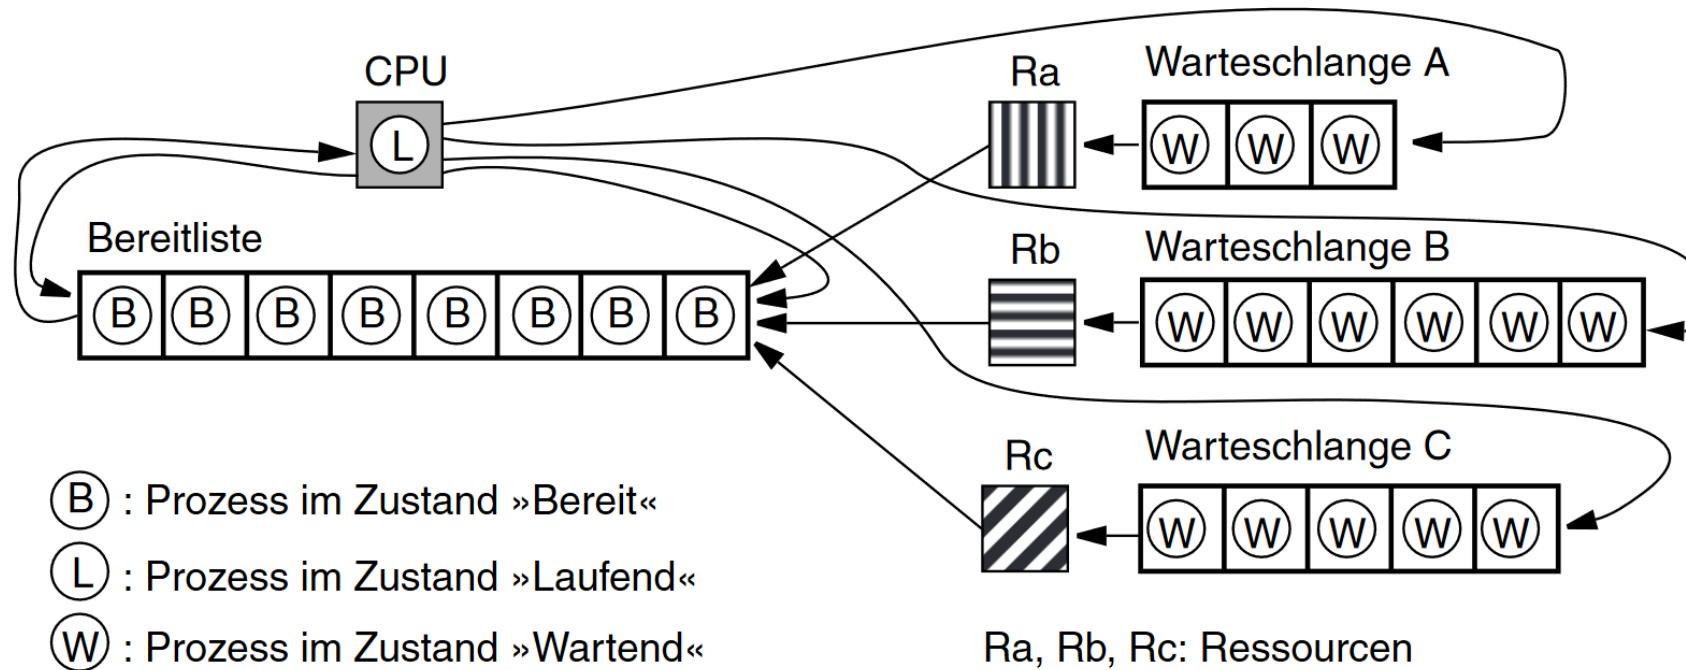 CPU
L
Ra
Warteschlange A
W W W
Bereitliste
B B B B B B B B
Rb
Warteschlange B
W W W W W W
Rc
Warteschlange C
W W W W W
B : Prozess im Zustand »Bereit«
L : Prozess im Zustand »Laufend«
W : Prozess im Zustand »Wartend«
Ra, Rb, Rc: Ressourcen